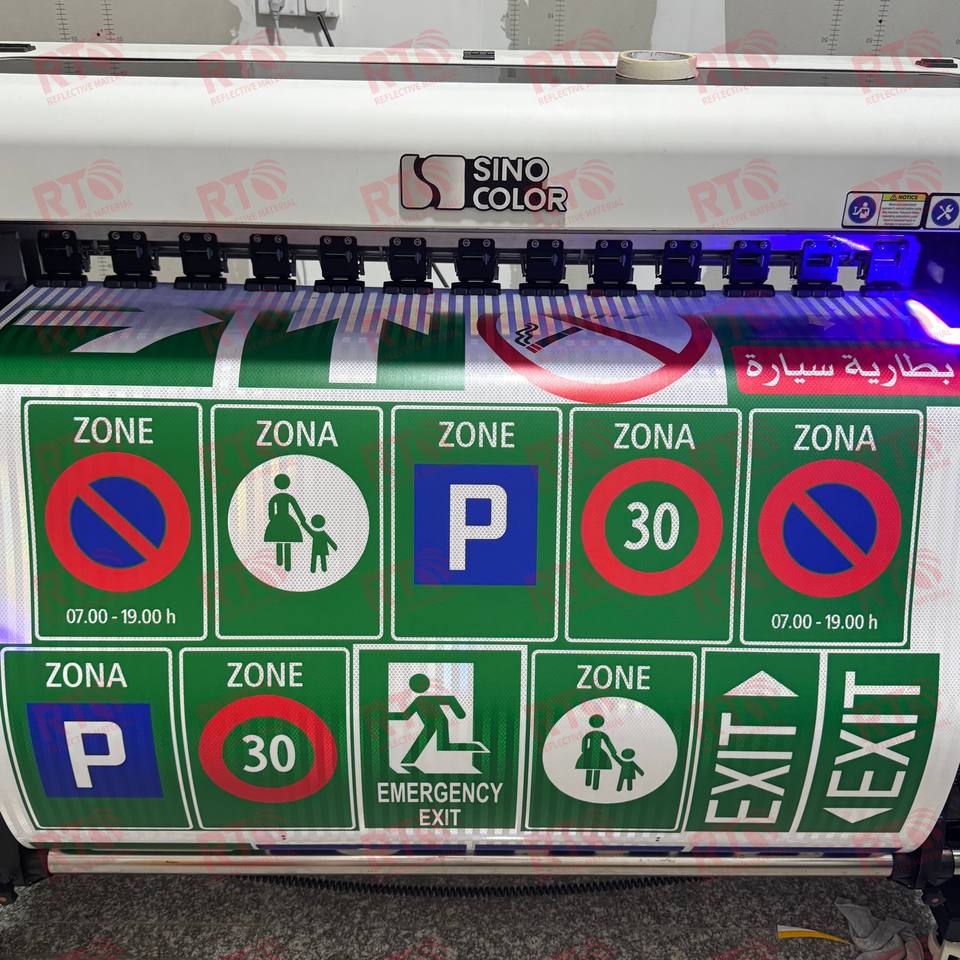 SINO
COLOR
NOTICE
بطارية سيارة
ZONE
07.00 - 19.00 h
ZONA
ZONE
P
ZONA
30
ZONA
07.00 - 19.00 h
ZONA
P
ZONE
30
EMERGENCY
EXIT
ZONE
EXIT
EXIT
RTO
REFLECTIVE MATERIAL